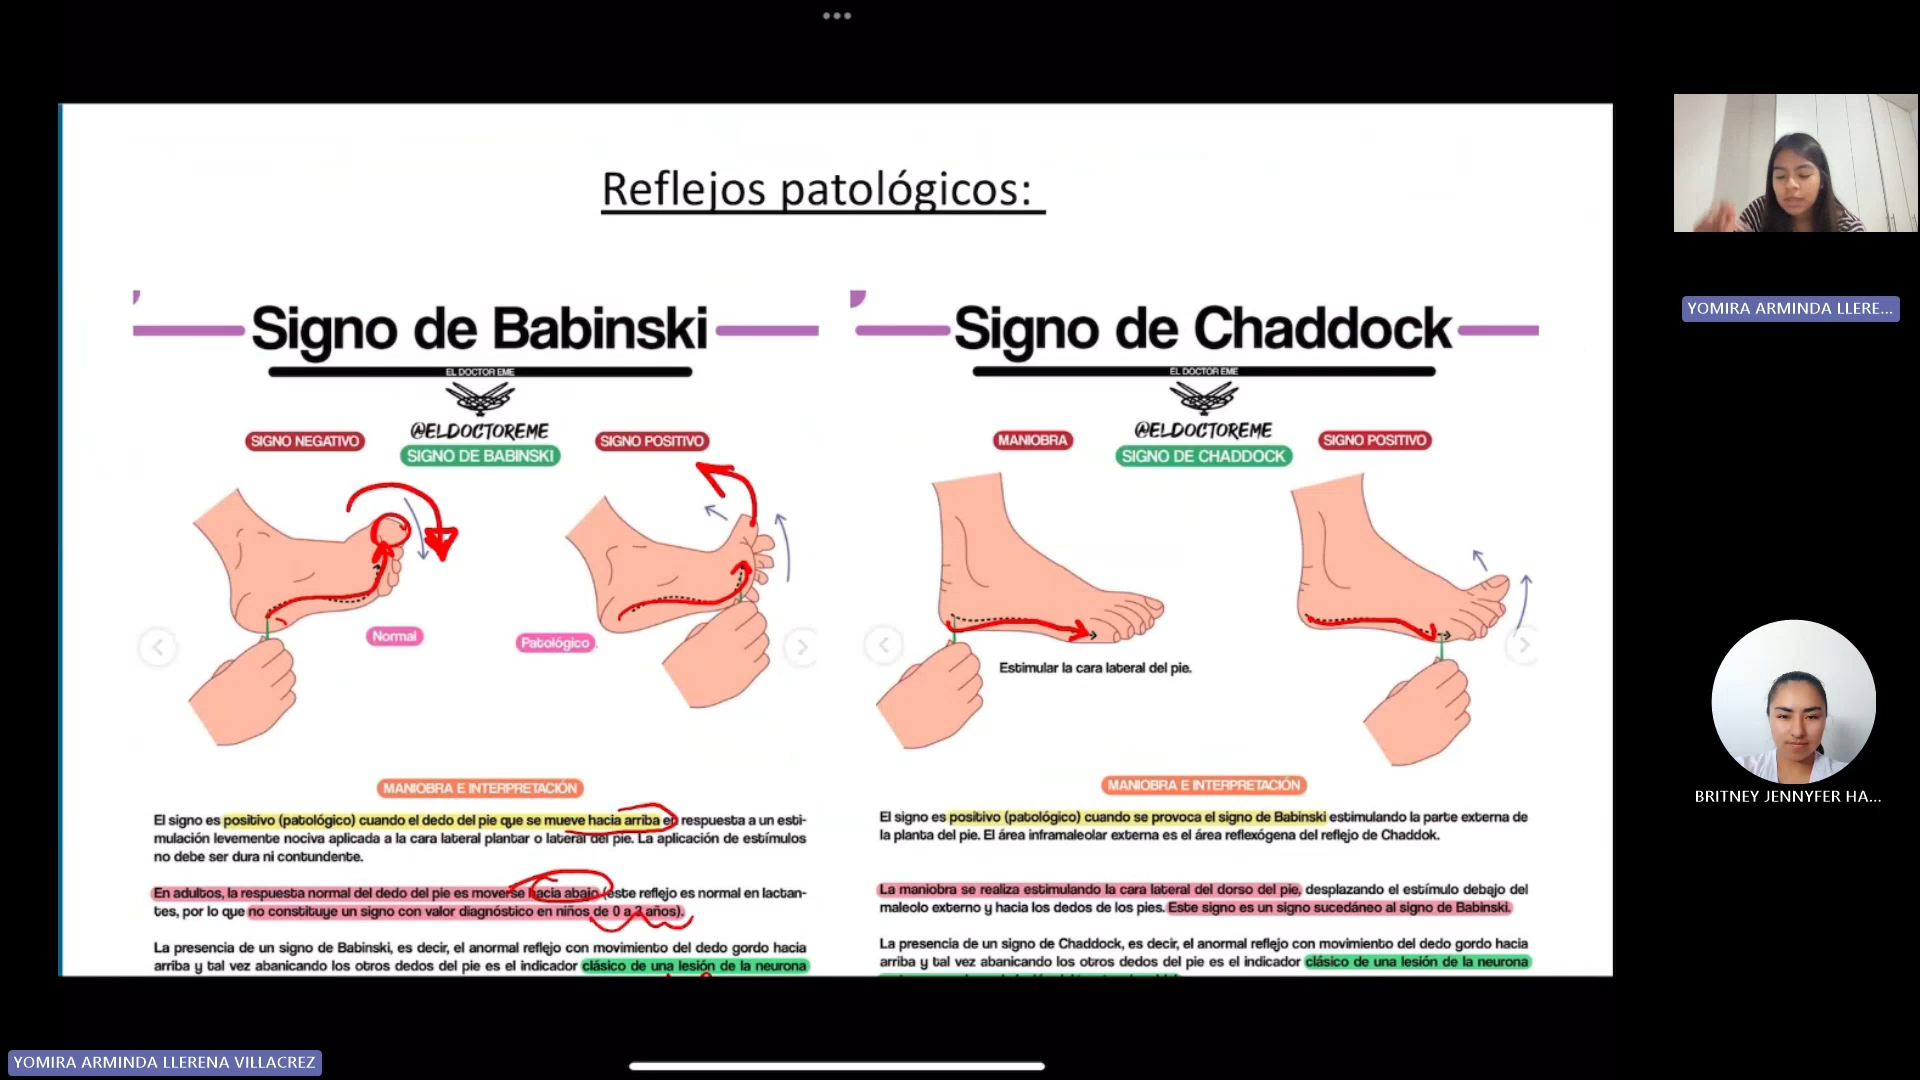 Reflejos patológicos:
Signo de Babinski
EL DOCTOR EME
@ELDOCTOREME
SIGNO NEGATIVO
SIGNO DE BABINSKI
SIGNO POSITIVO
Normal
Patológico.
MANIOBRA E INTERPRETACIÓN
El signo es positivo (patológico) cuando el dedo del pie que se mueve hacia arriba en respuesta a un esti-
mulación levemente nociva aplicada a la cara lateral plantar o lateral del pie. La aplicación de estímulos
no debe ser dura ni contundente.
En adultos, la respuesta normal del dedo del pie es moverse hacia abajo (este reflejo es normal en lactan-
tes, por lo que no constituye un signo con valor diagnóstico en niños de 0 a 2 años).
La presencia de un signo de Babinski, es decir, el anormal reflejo con movimiento del dedo gordo hacia
arriba y tal vez abanicando los otros dedos del pie es el indicador clásico de una lesión de la neurona
Signo de Chaddock
EL DOCTOR EME
@ELDOCTOREME
MANIOBRA
SIGNO DE CHADDOCK
SIGNO POSITIVO
Estimular la cara lateral del pie.
MANIOBRA E INTERPRETACIÓN
El signo es positivo (patológico) cuando se provoca el signo de Babinski estimulando la parte externa de
la planta del pie. El área inframaleolar externa es el área reflexógena del reflejo de Chaddok.
La maniobra se realiza estimulando la cara lateral del dorso del pie, desplazando el estímulo debajo del
maleolo externo y hacia los dedos de los pies. Este signo es un signo sucedáneo al signo de Babinski.
La presencia de un signo de Chaddock, es decir, el anormal reflejo con movimiento del dedo gordo hacia
arriba y tal vez abanicando los otros dedos del pie es el indicador clásico de una lesión de la neurona
YOMIRA ARMINDA LLERE...
BRITNEY JENNYFER HA...
YOMIRA ARMINDA LLERENA VILLACREZ